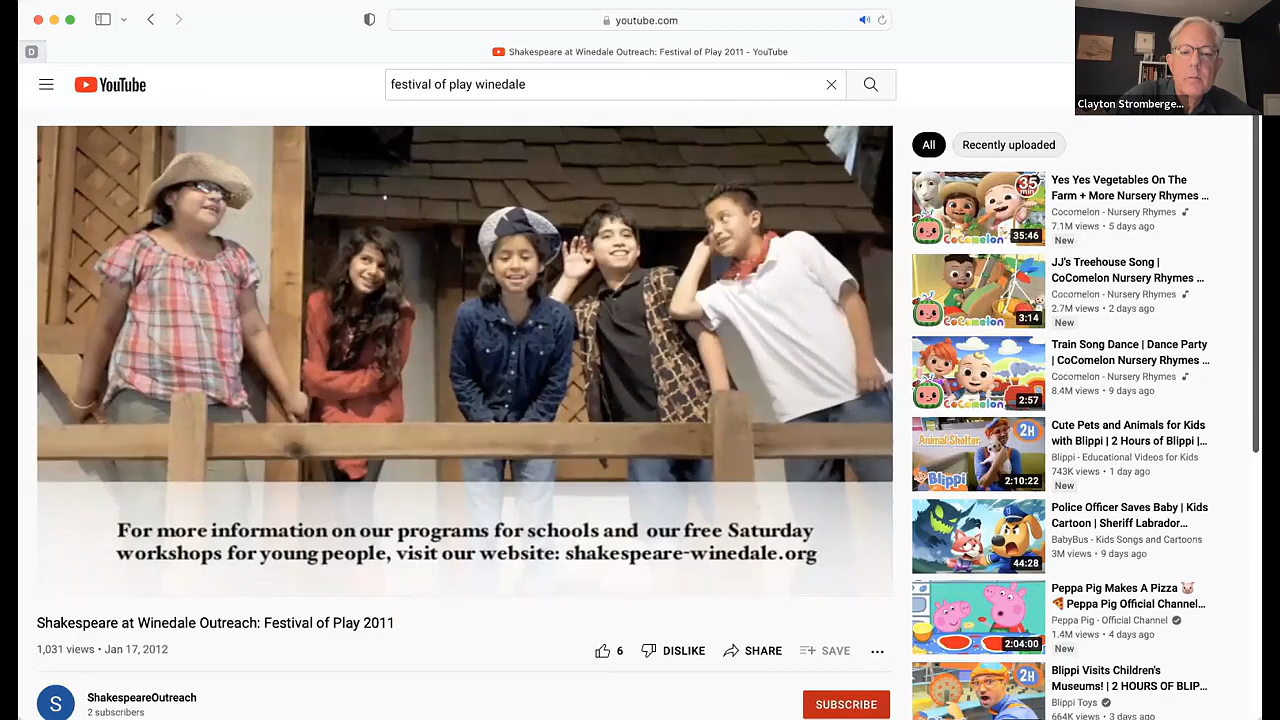 youtube.com
D
Shakespeare at Winedale Outreach: Festival of Play 2011 - YouTube
YouTube
festival of play winedale
Clayton Stromberge...
All
Recently uploaded
35 min
CoComelon
35:46
Yes Yes Vegetables On The
Farm + More Nursery Rhymes ...
Cocomelon - Nursery Rhymes
7.1M views • 5 days ago
New
CoComelon
3:14
JJ's Treehouse Song |
CoComelon Nursery Rhymes ...
Cocomelon - Nursery Rhymes
2.7M views • 2 days ago
New
CoComelon
2:57
Train Song Dance | Dance Party
| CoComelon Nursery Rhymes ...
Cocomelon - Nursery Rhymes
8.4M views • 9 days ago
Animal Shelter
2H
Blippi
2:10:22
Cute Pets and Animals for Kids
with Blippi | 2 Hours of Blippi |...
Blippi - Educational Videos for Kids
743K views • 1 day ago
New
44:28
Police Officer Saves Baby | Kids
Cartoon | Sheriff Labrador...
BabyBus - Kids Songs and Cartoons
3M views • 9 days ago
2:04:00
Peppa Pig Makes A Pizza
Peppa Pig Official Channel...
Peppa Pig - Official Channel
1.4M views • 4 days ago
New
2H
Blippi Visits Children's
Museums! | 2 HOURS OF BLIP...
Blippi Toys
664K views • 3 days ago
For more information on our programs for schools and our free Saturday
workshops for young people, visit our website: shakespeare-winedale.org
Shakespeare at Winedale Outreach: Festival of Play 2011
1,031 views • Jan 17, 2012
6
DISLIKE
SHARE
SAVE
S
ShakespeareOutreach
2 subscribers
SUBSCRIBE